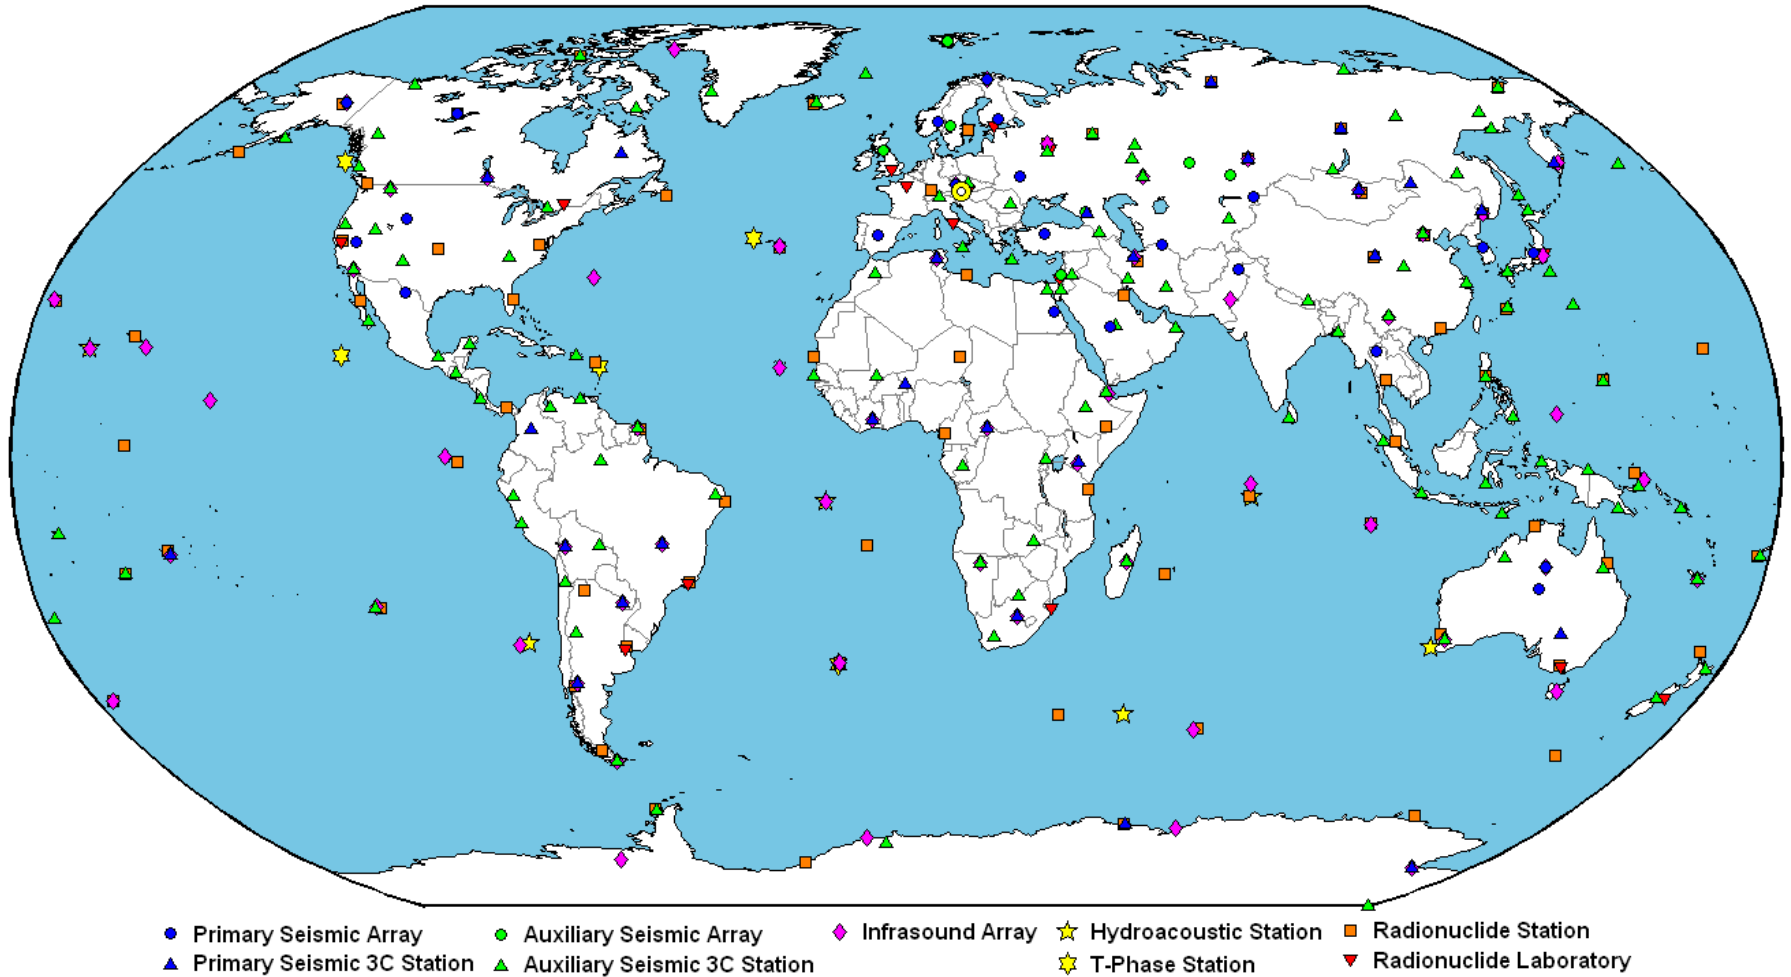 Primary Seismic Array
Auxiliary Seismic Array
Infrasound Array
Hydroacoustic Station
Radionuclide Station
Primary Seismic 3C Station
Auxiliary Seismic 3C Station
T-Phase Station
Radionuclide Laboratory